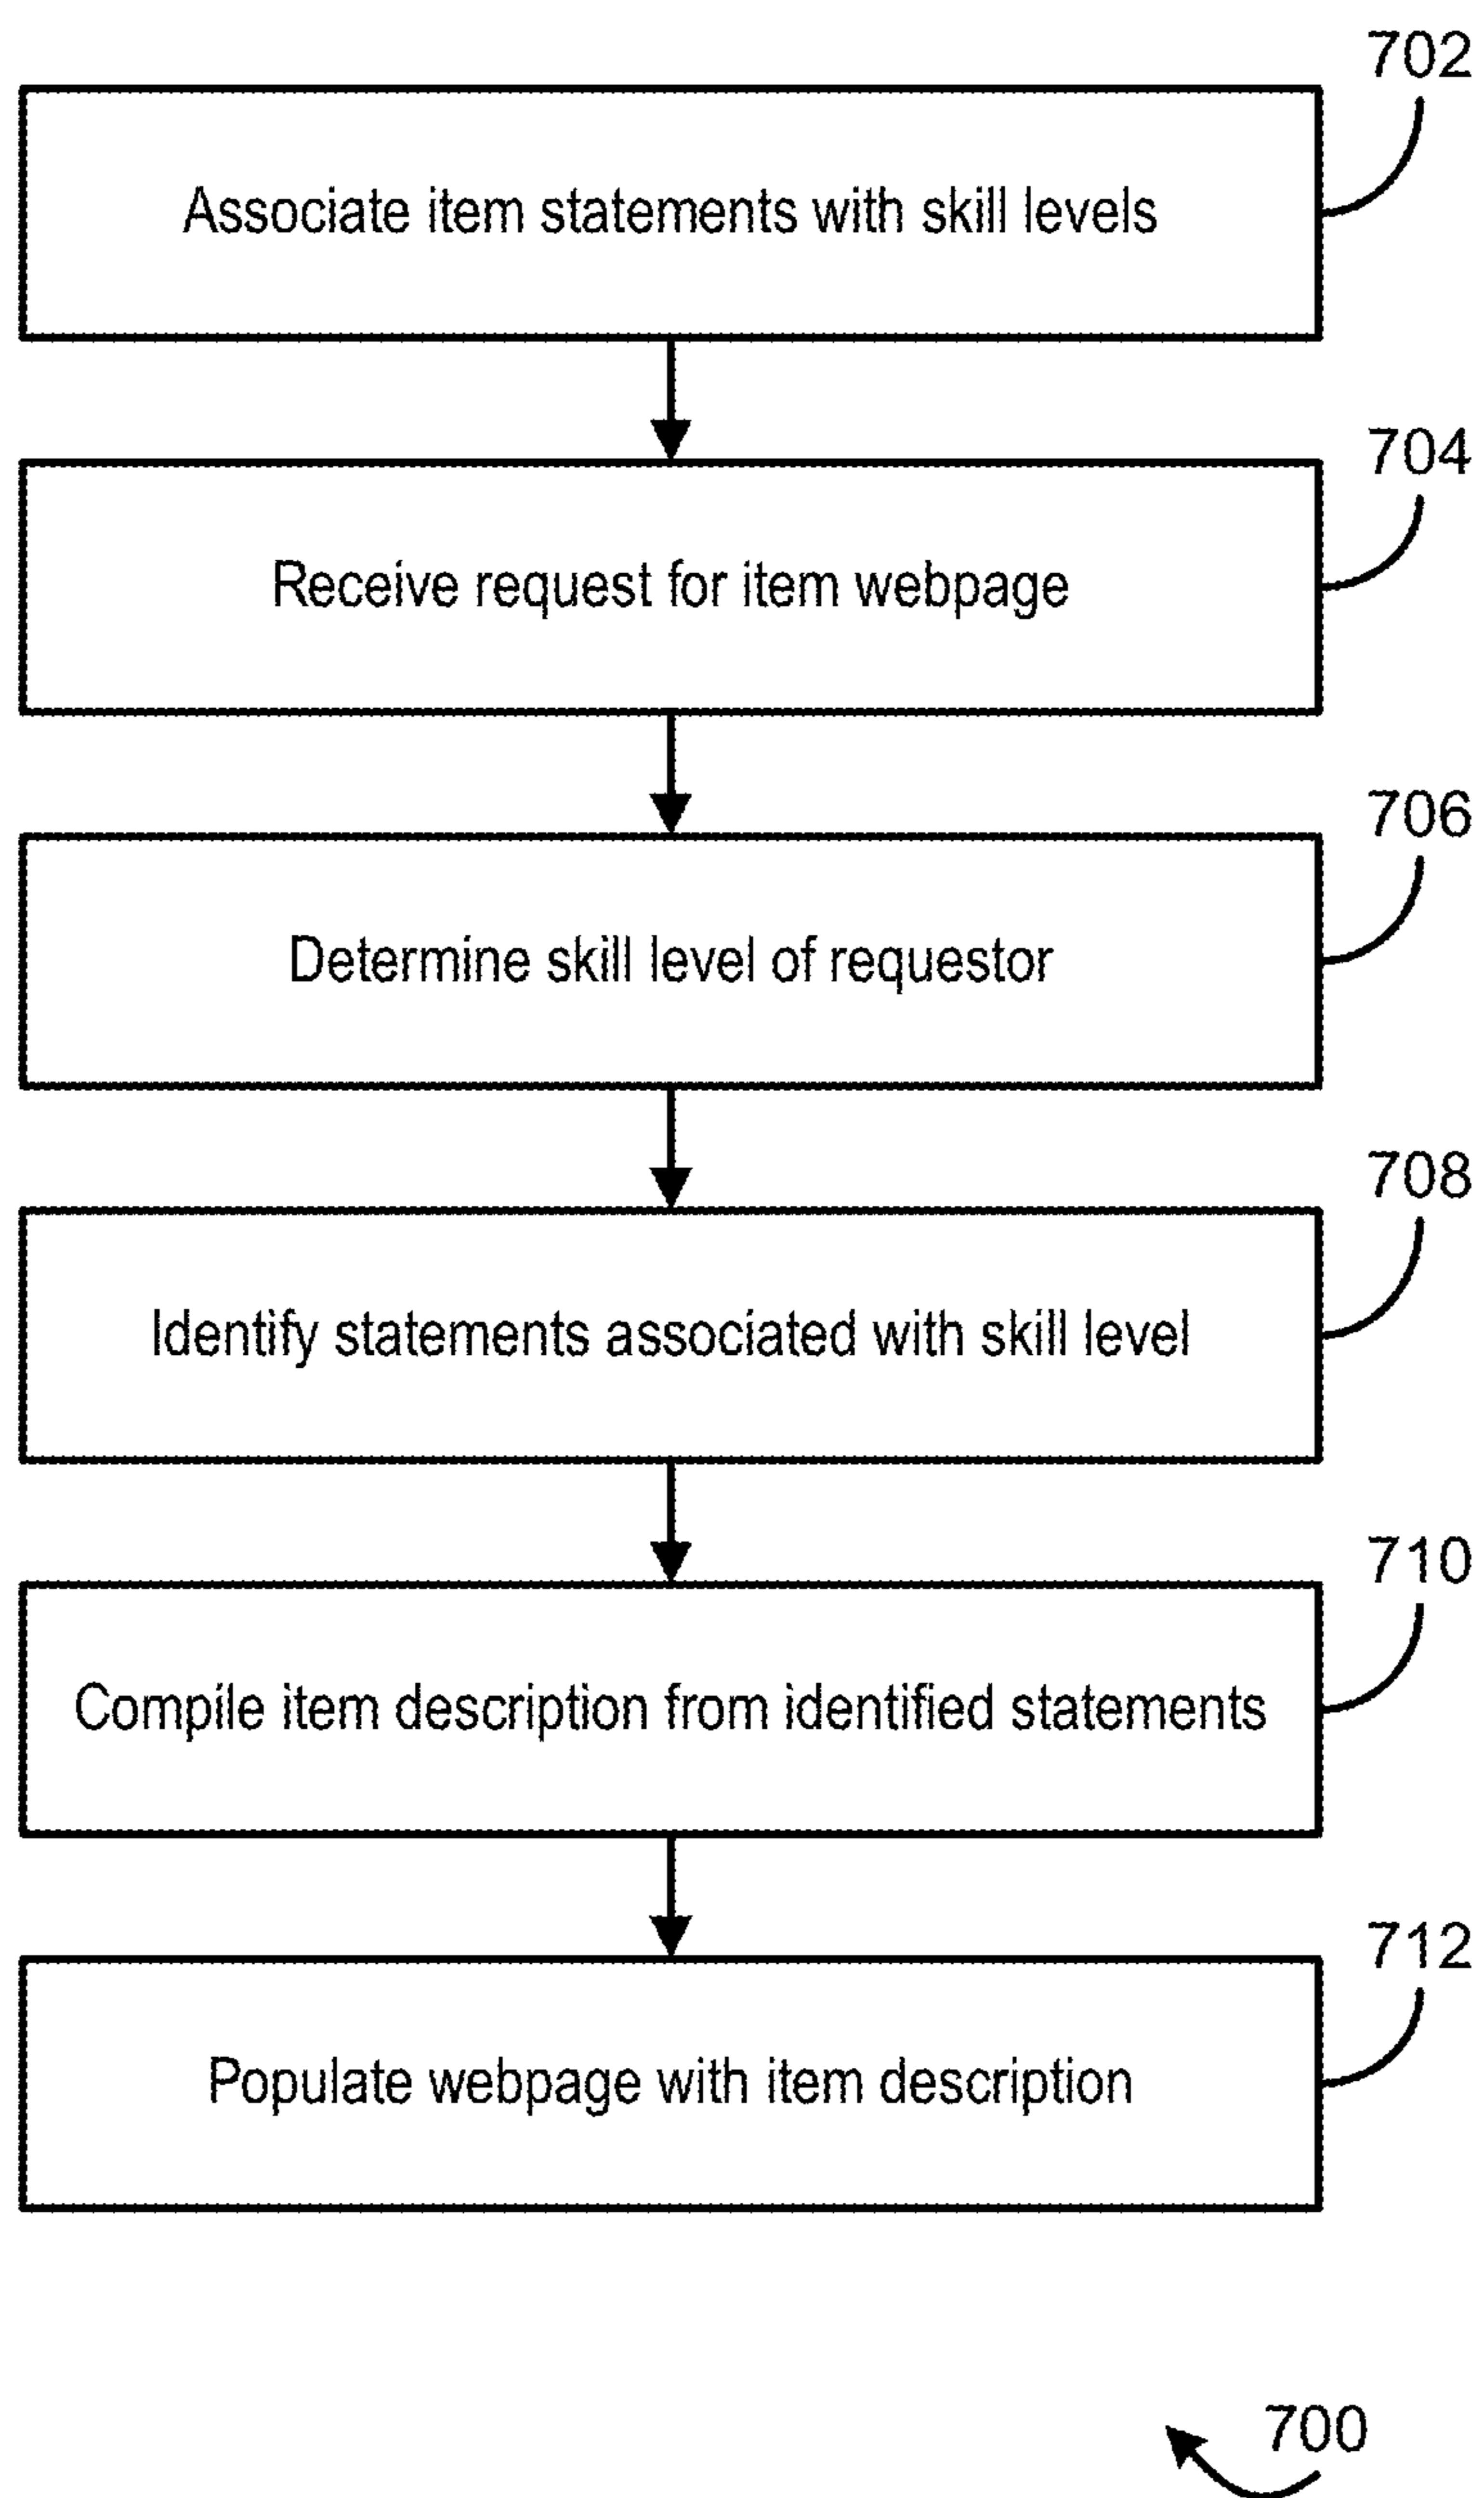 702
Associate item statements with skill levels
704
Receive request for item webpage
706
Determine skill level of requestor
708
Identify statements associated with skill level
710
Compile item description from identified statements
712
Populate webpage with item description
700